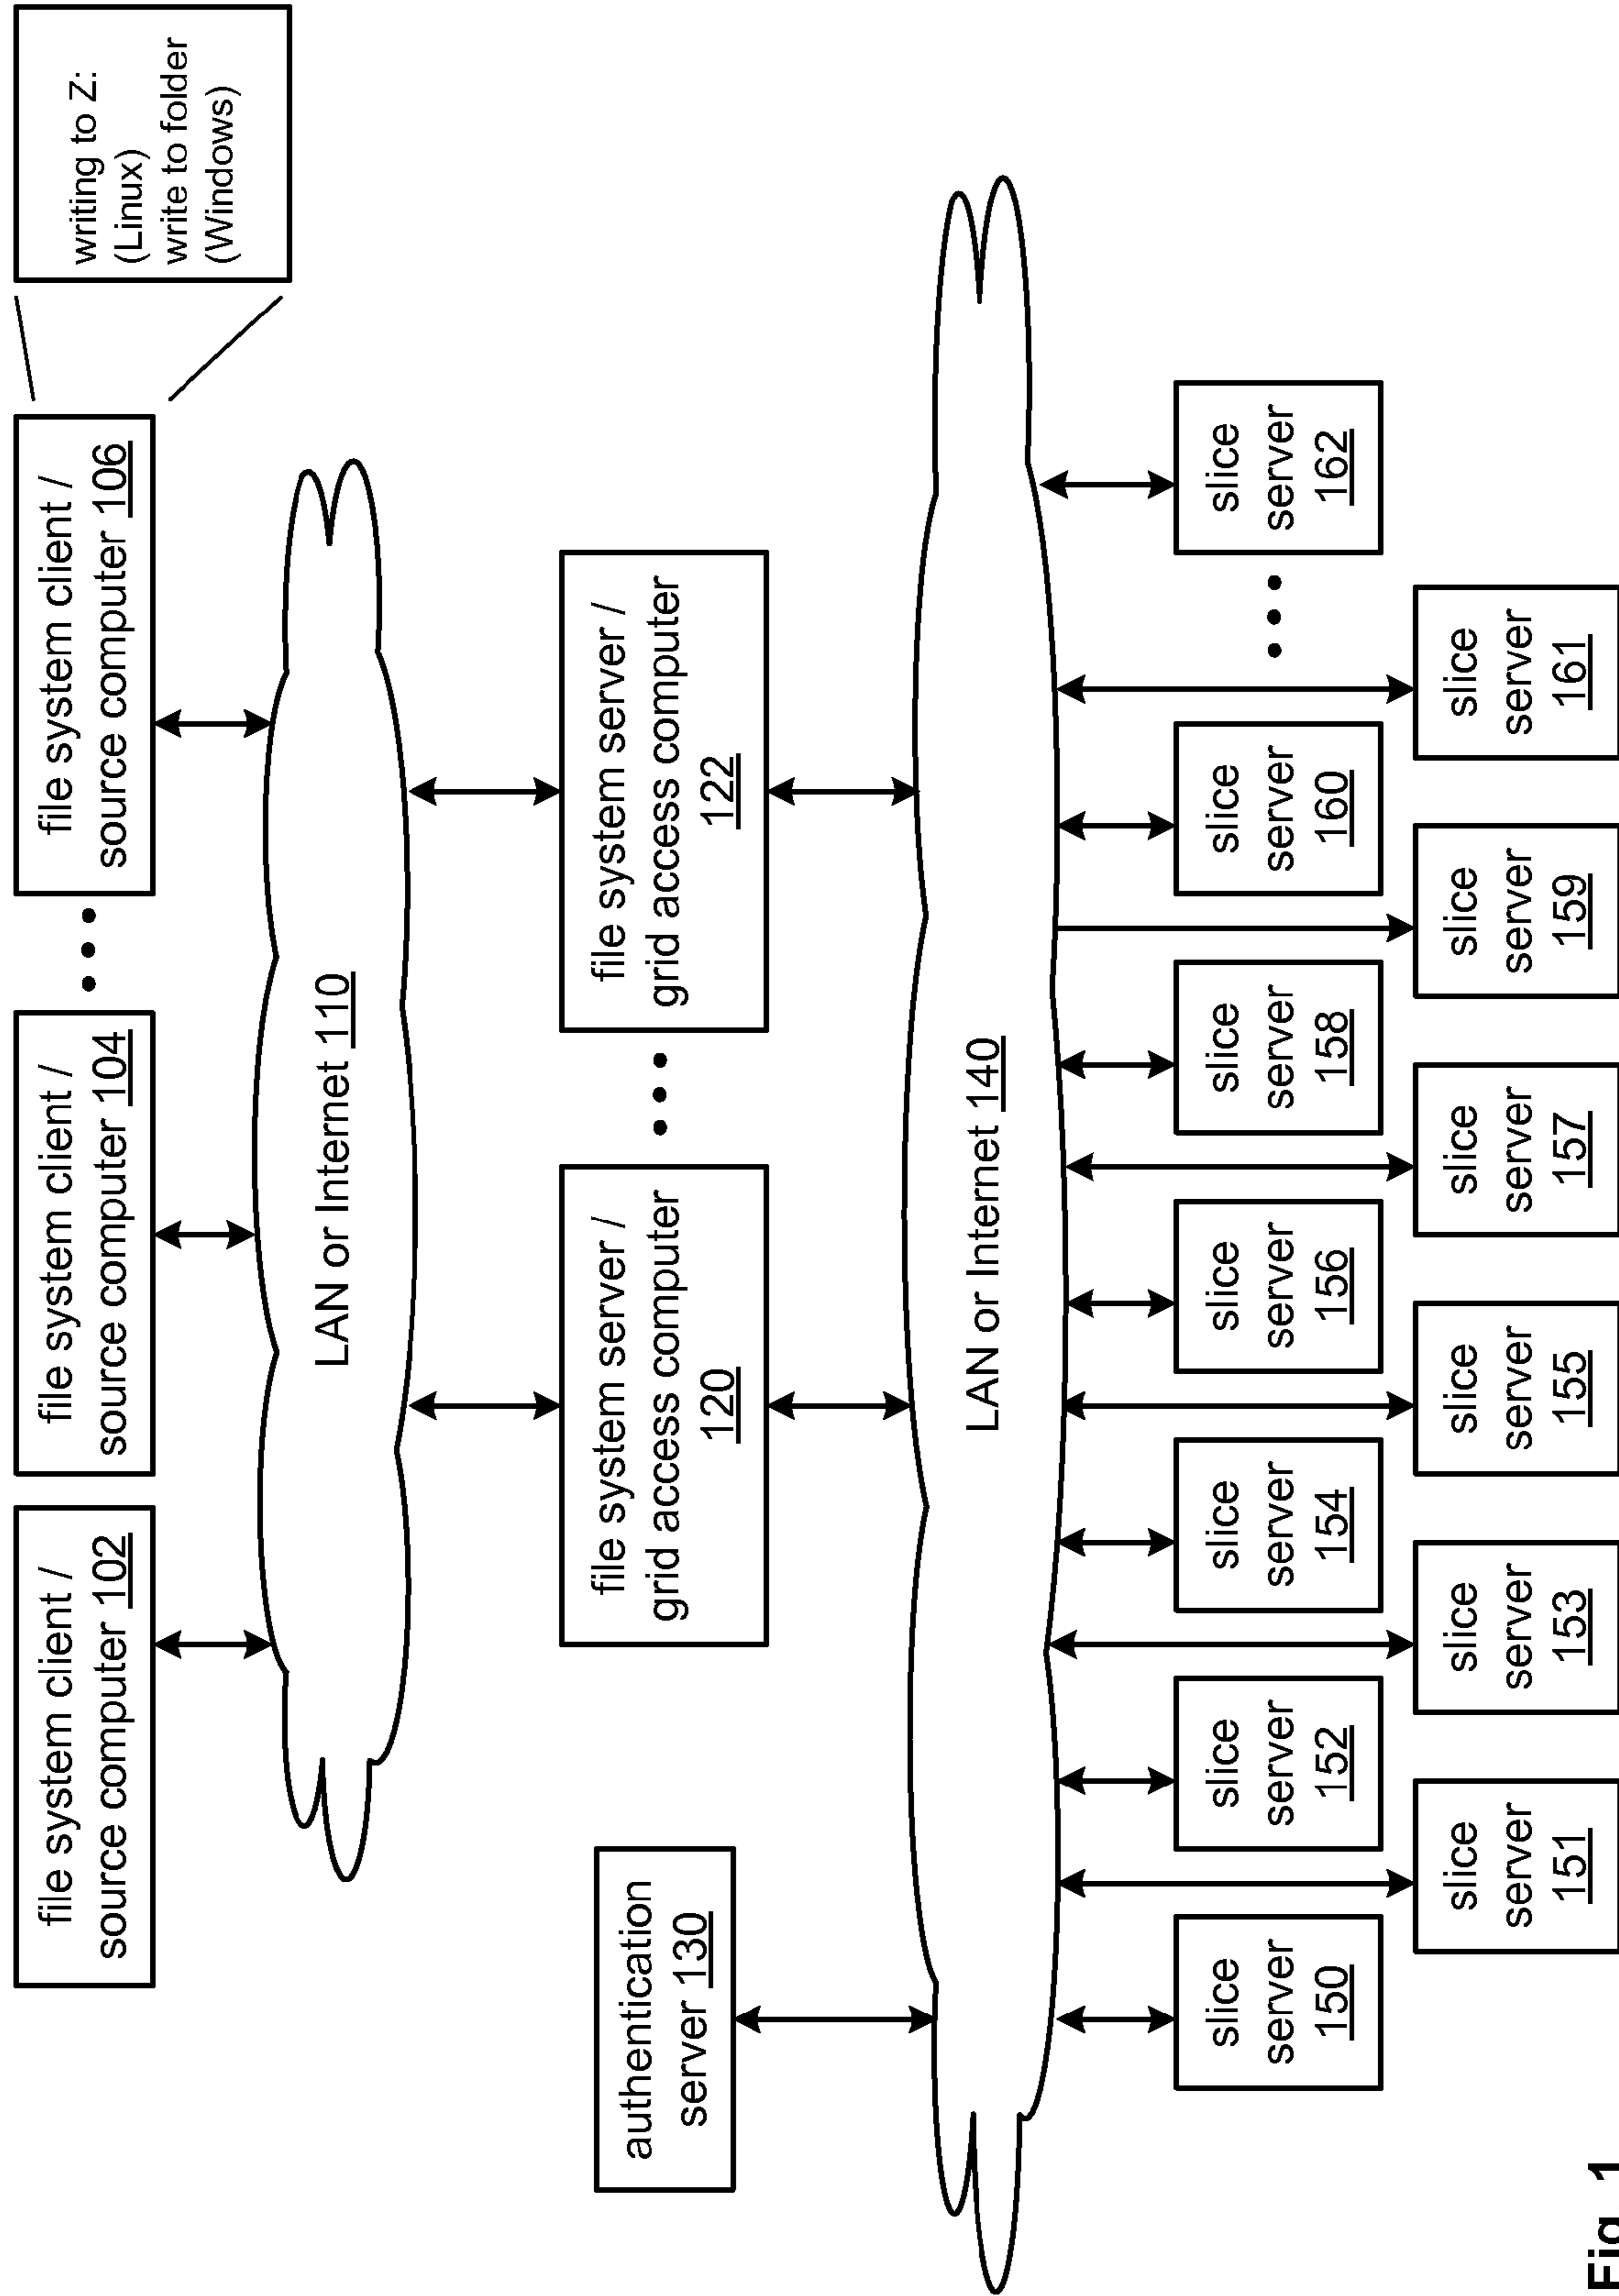 file system client /
source computer 102
file system client /
source computer 104
file system client /
source computer 106
writing to Z:
(Linux)
write to folder
(Windows)
LAN or Internet 110
authentication
server 130
file system server /
grid access computer
120
file system server /
grid access computer
122
LAN or Internet 140
slice
server
150
slice
server
152
slice
server
154
slice
server
156
slice
server
158
slice
server
160
slice
server
162
slice
server
151
slice
server
153
slice
server
155
slice
server
157
slice
server
159
slice
server
161
Fig. 1